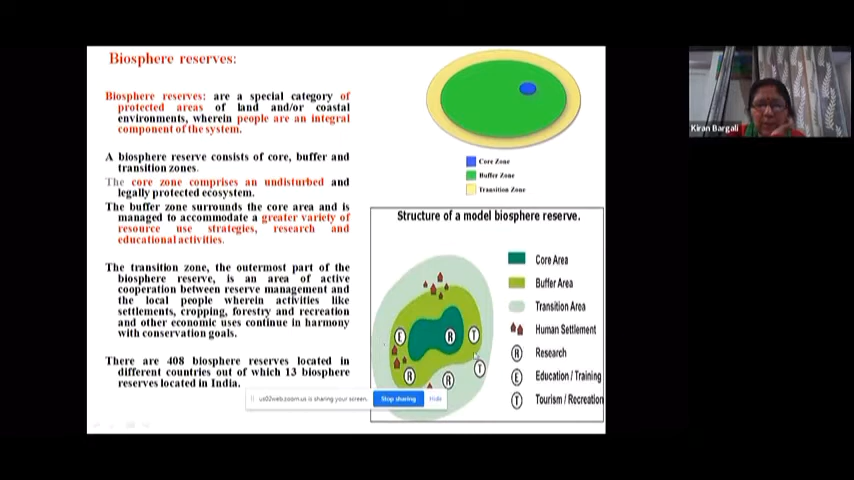 Biosphere reserves:
Biosphere reserves: are a special category of
protected areas of land and/or coastal
environments, wherein people are an integral
component of the system.
A biosphere reserve consists of core, buffer and
transition zones.
The core zone comprises an undisturbed and
legally protected ecosystem.
The buffer zone surrounds the core area and is
managed to accommodate a greater variety of
resource use strategies, research and
educational activities.
The transition zone, the outermost part of the
biosphere reserve, is an area of active
cooperation between reserve management and
the local people wherein activities like
settlements, cropping, forestry and recreation
and other economic uses continue in harmony
with conservation goals.
There are 408 biosphere reserves located in
different countries out of which 13 biosphere
reserves located in India.
Core Zone
Buffer Zone
Transition Zone
Structure of a model biosphere reserve.
E
R
T
R
R
T
Core Area
Buffer Area
Transition Area
Human Settlement
R Research
E Education / Training
T Tourism / Recreation
us02web.zoom.us is sharing your screen.
Stop sharing
Hide
Kiran Bargali